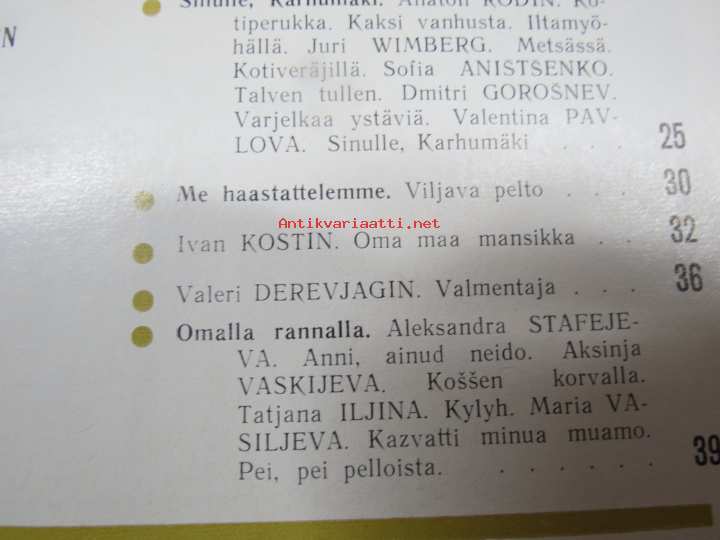 Sinulle, Karhumäki. Anatoli RODIN. Ko-
tiperukka. Kaksi vanhusta. Iltamyö-
N
hällä. Juri WIMBERG. Metsässä.
Kotiveräjillä. Sofia ANISTSENKO.
Talven tullen. Dmitri GOROŠNEV.
Varjelkaa ystäviä. Valentina PAV-
LOVA. Sinulle, Karhumäki . . . 25
Me haastattelemme. Viljava pelto . . . 30
Antikvariaatti.net
Ivan KOSTIN. Oma maa mansikka . . 32
Valeri DEREVJAGIN. Valmentaja . . . 36
Omalla rannalla. Aleksandra STAFEJE-
VA. Anni, ainud neido. Aksinja
VASKIJEVA. Koššen korvalla.
Tatjana ILJINA. Kylyh. Maria VA-
SILJEVA. Kazvatti minua muamo.
Pei, pei pelloista. . . . . . . 39